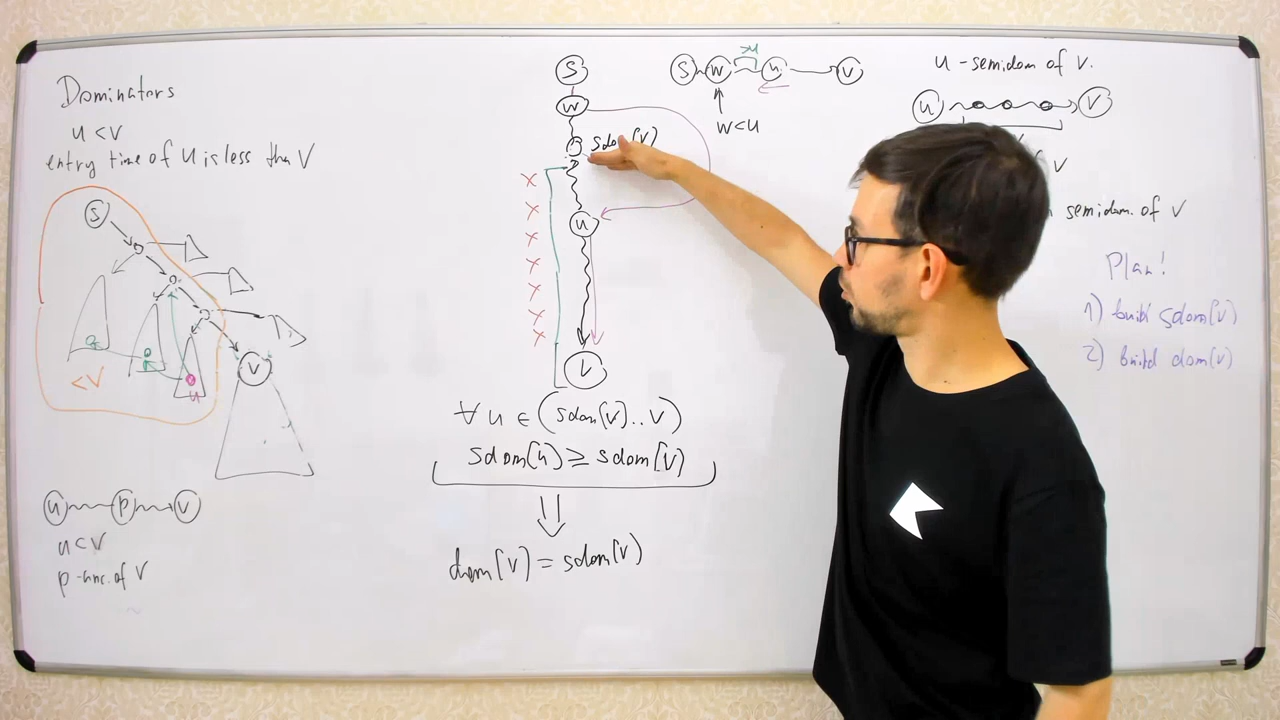 Dominators
u < v
entry time of u is less than V
S
< V
u
V
u p v
u < v
p - anc. of v
S
w
sdom(v)
x
x
x
x
x
x
x
u
v
∀ u ∈ (sdom(v)..v)
sdom(u) ≥ sdom(v)
⇓
dom(v) = sdom(v)
>u
S w u v
w<u
u - semidom of v.
u v
v
semidom. of v
Plan!
1) build sdom(v)
2) build dom(v)